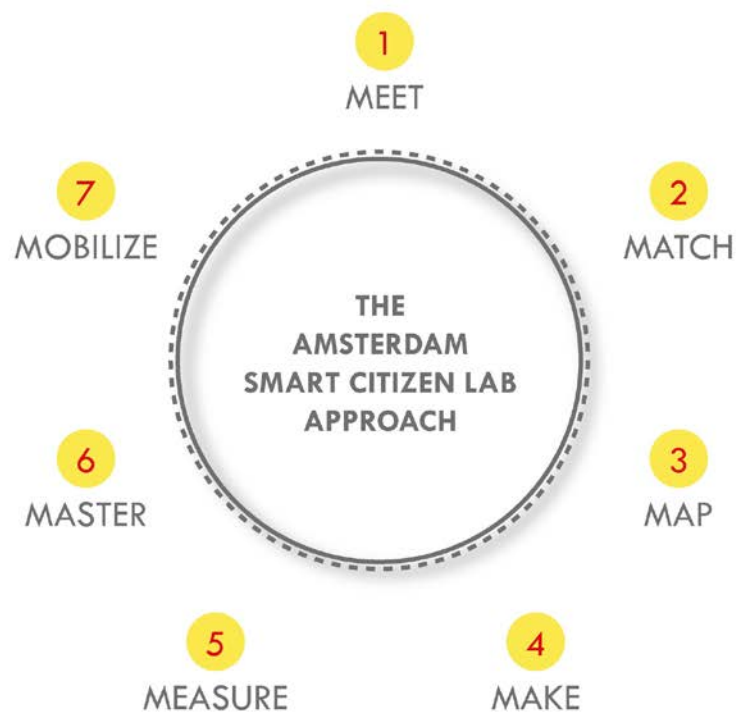 1
MEET
2
MATCH
3
MAP
4
MAKE
5
MEASURE
6
MASTER
7
MOBILIZE
THE
AMSTERDAM
SMART CITIZEN LAB
APPROACH